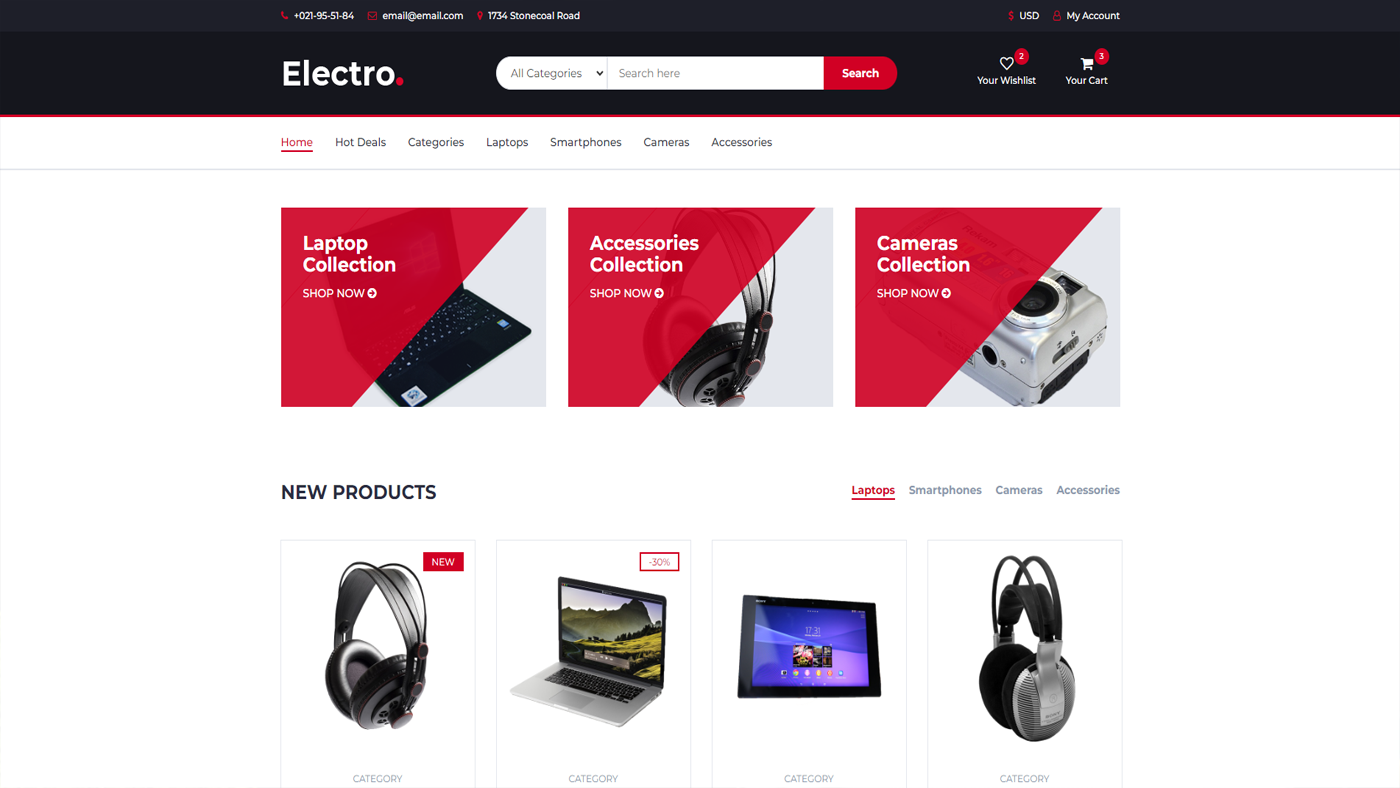 +021-95-51-84 email@email.com 1734 Stonecoal Road $ USD My Account
Electro.
All Categories Search here Search
2
3
Your Wishlist Your Cart
Home Hot Deals Categories Laptops Smartphones Cameras Accessories
Laptop
Collection
SHOP NOW
Accessories
Collection
SHOP NOW
Cameras
Collection
SHOP NOW
NEW PRODUCTS Laptops Smartphones Cameras Accessories
NEW
-30%
SONY
17:31
CATEGORY CATEGORY CATEGORY CATEGORY